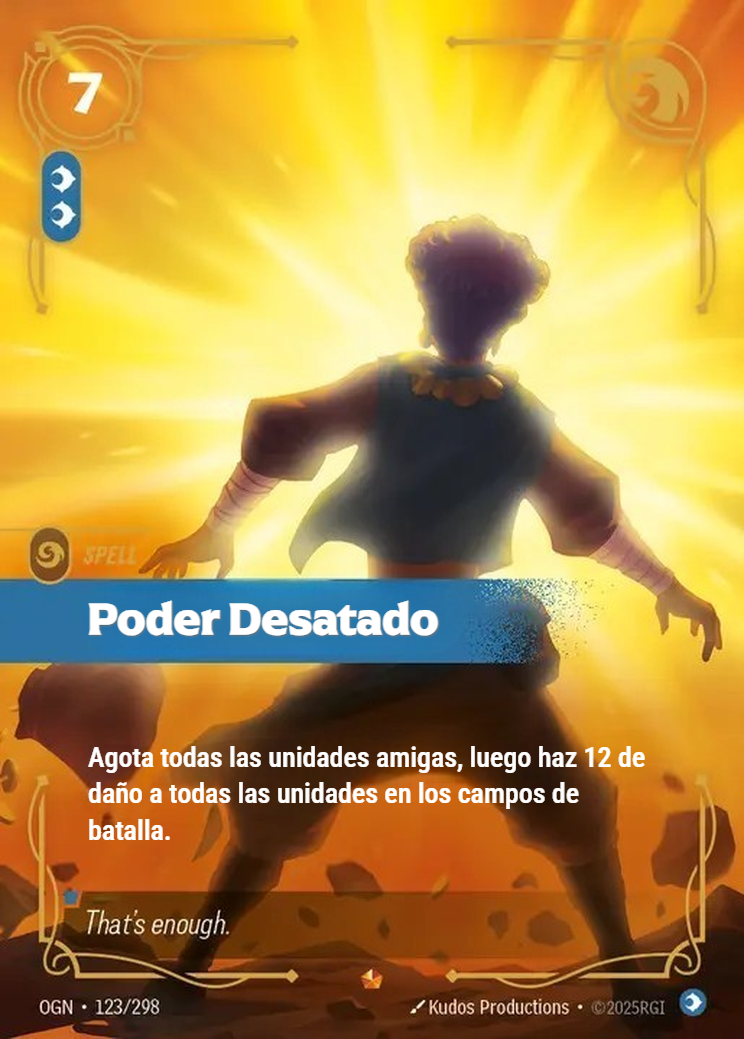 7
SPELL
Poder Desatado
Agota todas las unidades amigas, luego haz 12 de
daño a todas las unidades en los campos de
batalla.
That's enough.
OGN • 123/298
Kudos Productions • ©2025RGI